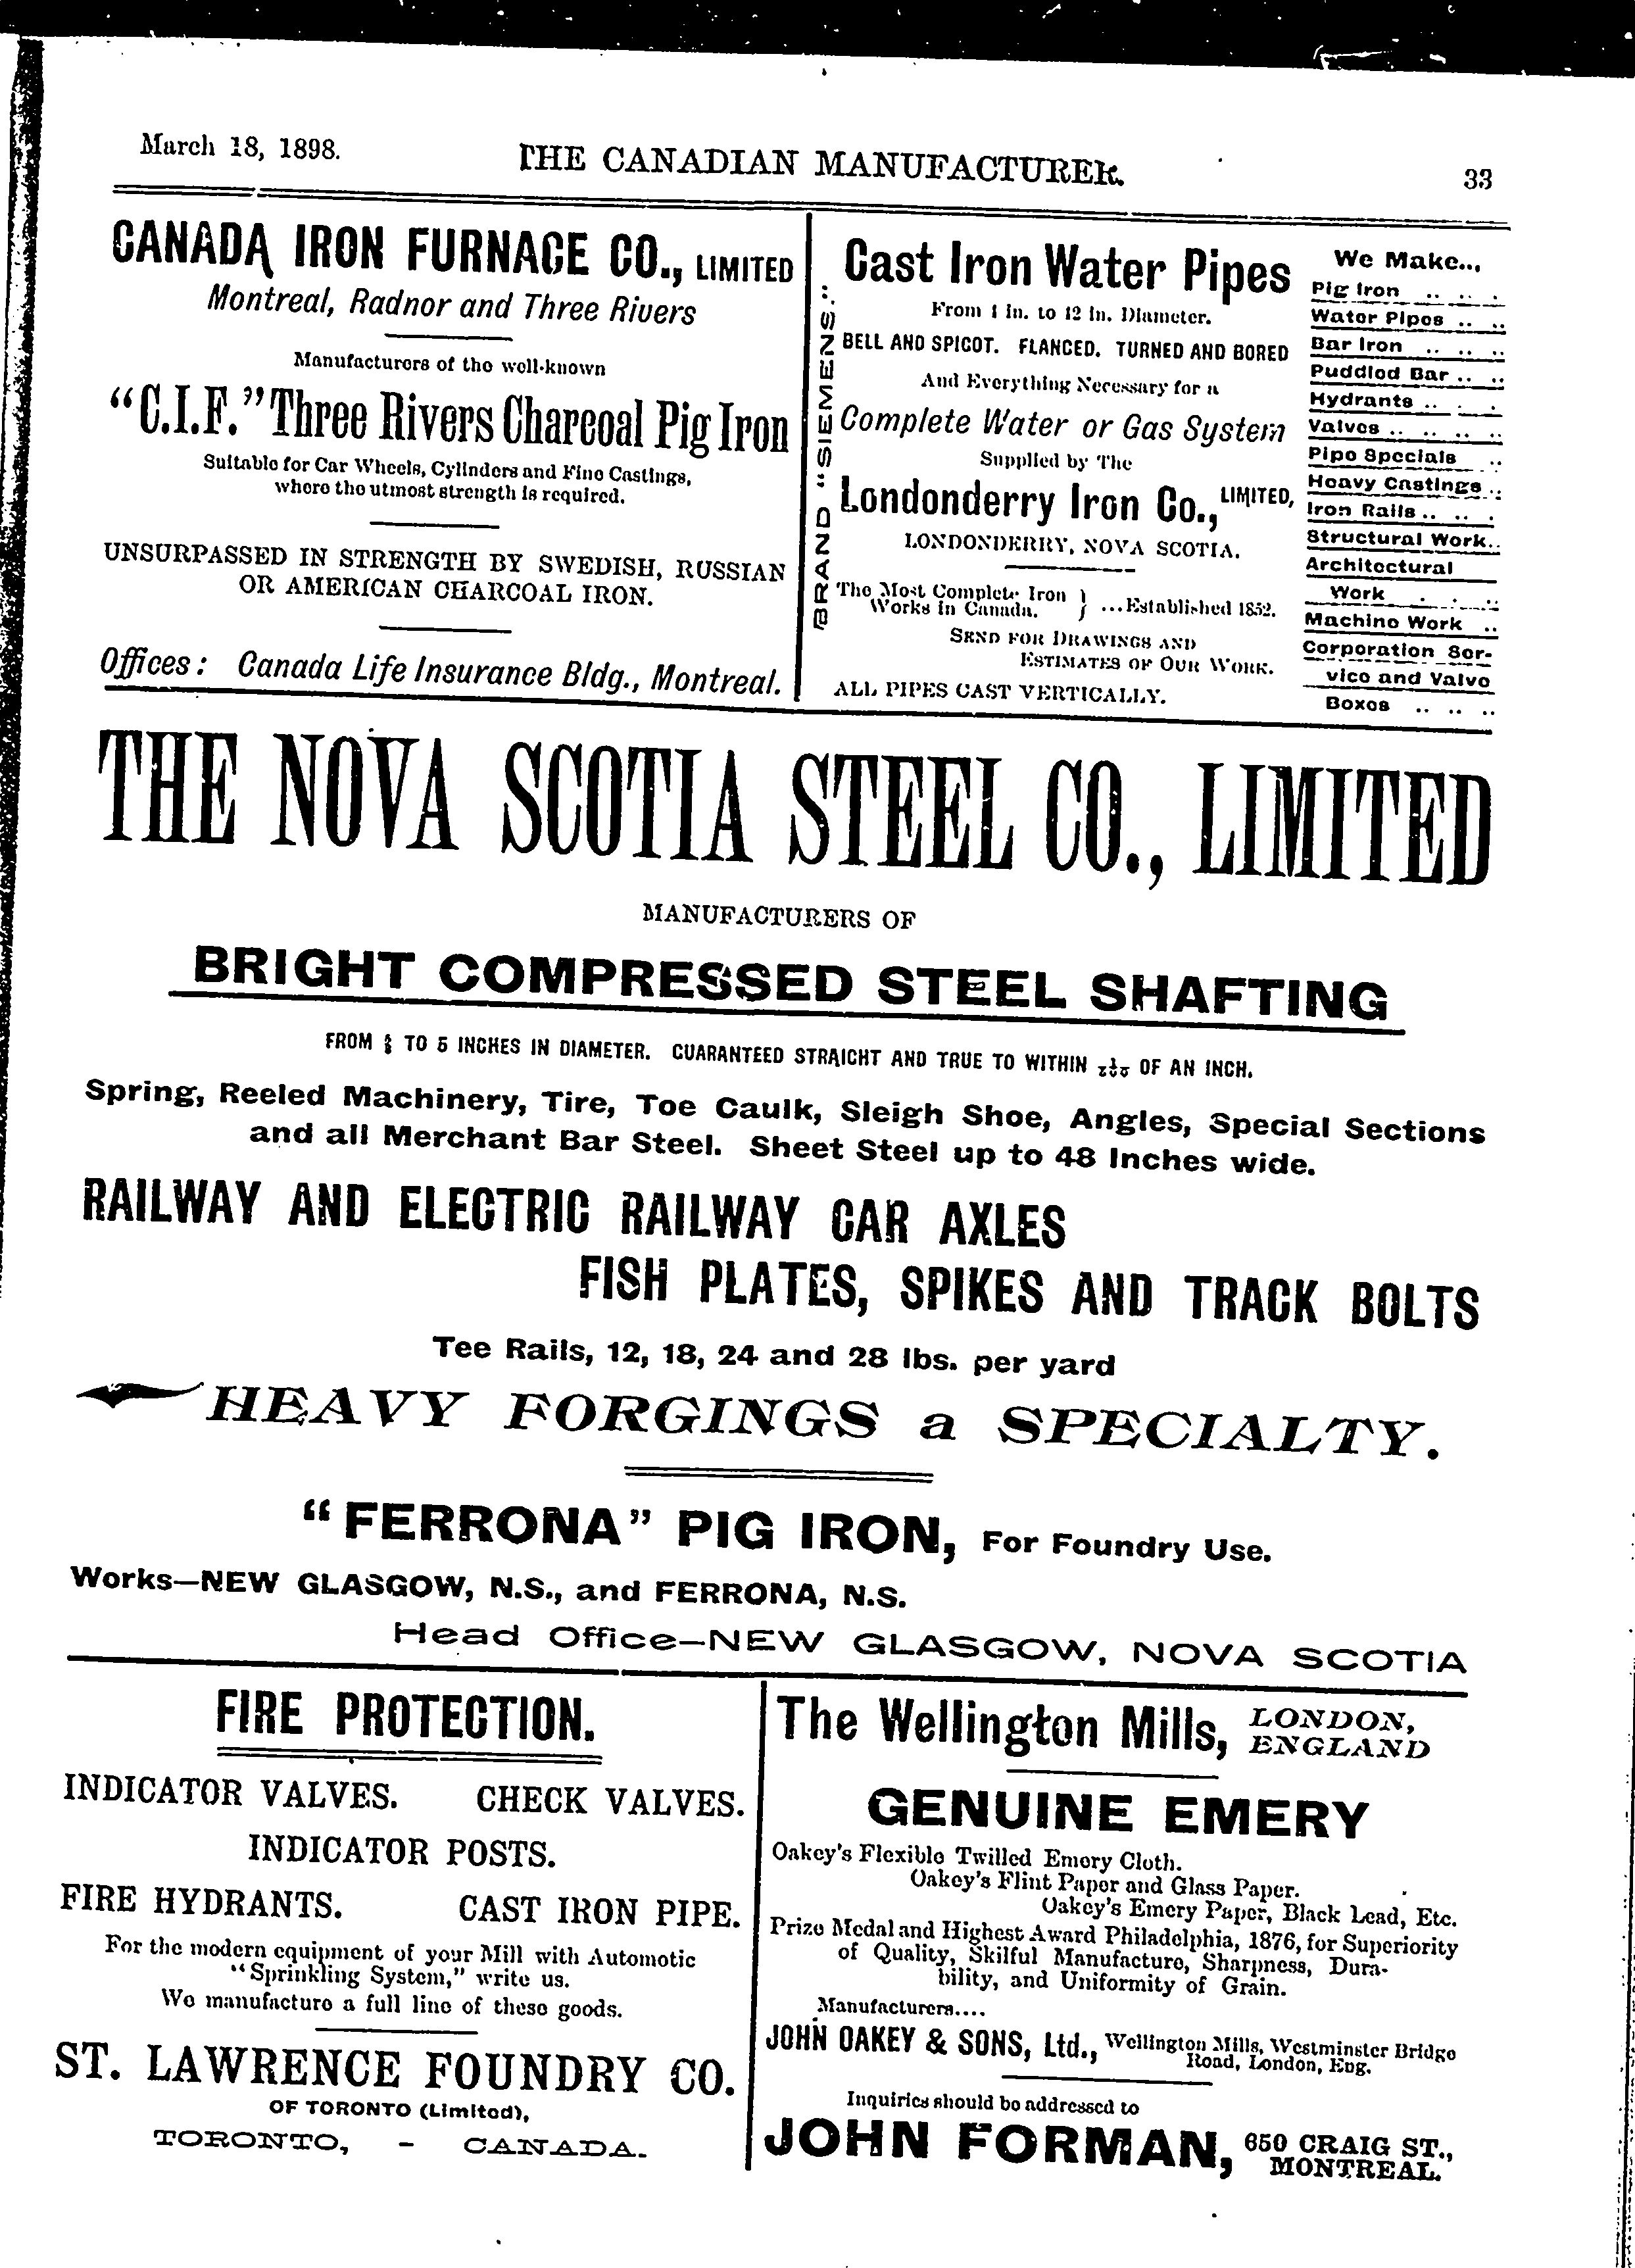 March 18, 1898.
THE CANADIAN MANUFACTURER.
33
CANADA IRON FURNACE CO., LIMITED
Montreal, Radnor and Three Rivers
Manufacturers of the well-known
"C.I.F." Three Rivers Charcoal Pig Iron
Suitable for Car Wheels, Cylinders and Fine Castings,
where the utmost strength is required.
UNSURPASSED IN STRENGTH BY SWEDISH, RUSSIAN
OR AMERICAN CHARCOAL IRON.
Offices: Canada Life Insurance Bldg., Montreal.
BRAND "SIEMENS."
Cast Iron Water Pipes
From 1 in. to 12 in. Diameter.
BELL AND SPIGOT. FLANGED. TURNED AND BORED
And Everything Necessary for a
Complete Water or Gas System
Supplied by The
Londonderry Iron Co., LIMITED,
LONDONDERRY, NOVA SCOTIA.
The Most Complete Iron
Works in Canada. } ...Established 1852.
SEND FOR DRAWINGS AND
ESTIMATES OF OUR WORK.
ALL PIPES CAST VERTICALLY.
We Make...
Pig Iron .. .. .
Water Pipes .. ..
Bar Iron .. .. ..
Puddled Bar .. ..
Hydrants .. . .
Valves .. .. .. ..
Pipe Specials ..
Heavy Castings ..
Iron Rails .. .. .
Structural Work..
Architectural
Work . . ..
Machine Work ..
Corporation Ser-
vice and Valve
Boxes .. .. ..
THE NOVA SCOTIA STEEL CO., LIMITED
MANUFACTURERS OF
BRIGHT COMPRESSED STEEL SHAFTING
FROM TO 5 INCHES IN DIAMETER. GUARANTEED STRAIGHT AND TRUE TO WITHIN OF AN INCH.
Spring, Reeled Machinery, Tire, Toe Caulk, Sleigh Shoe, Angles, Special Sections
and all Merchant Bar Steel. Sheet Steel up to 48 Inches wide.
RAILWAY AND ELECTRIC RAILWAY CAR AXLES
FISH PLATES, SPIKES AND TRACK BOLTS
Tee Rails, 12, 18, 24 and 28 lbs. per yard
HEAVY FORGINGS a SPECIALTY.
"FERRONA" PIG IRON, For Foundry Use.
Works—NEW GLASGOW, N.S., and FERRONA, N.S.
Head Office—NEW GLASGOW, NOVA SCOTIA
FIRE PROTECTION.
INDICATOR VALVES. CHECK VALVES.
INDICATOR POSTS.
FIRE HYDRANTS. CAST IRON PIPE.
For the modern equipment of your Mill with Automotic
"Sprinkling System," write us.
We manufacture a full line of these goods.
ST. LAWRENCE FOUNDRY CO.
OF TORONTO (Limited),
TORONTO, - CANADA.
The Wellington Mills, LONDON,
ENGLAND
GENUINE EMERY
Oakey's Flexible Twilled Emery Cloth.
Oakey's Flint Paper and Glass Paper.
Oakey's Emery Paper, Black Lead, Etc.
Prize Medal and Highest Award Philadelphia, 1876, for Superiority
of Quality, Skilful Manufacture, Sharpness, Dura-
bility, and Uniformity of Grain.
Manufacturers....
JOHN OAKEY & SONS, Ltd., Wellington Mills, Westminster Bridge
Road, London, Eng.
Inquiries should be addressed to
JOHN FORMAN, 650 CRAIG ST.,
MONTREAL.